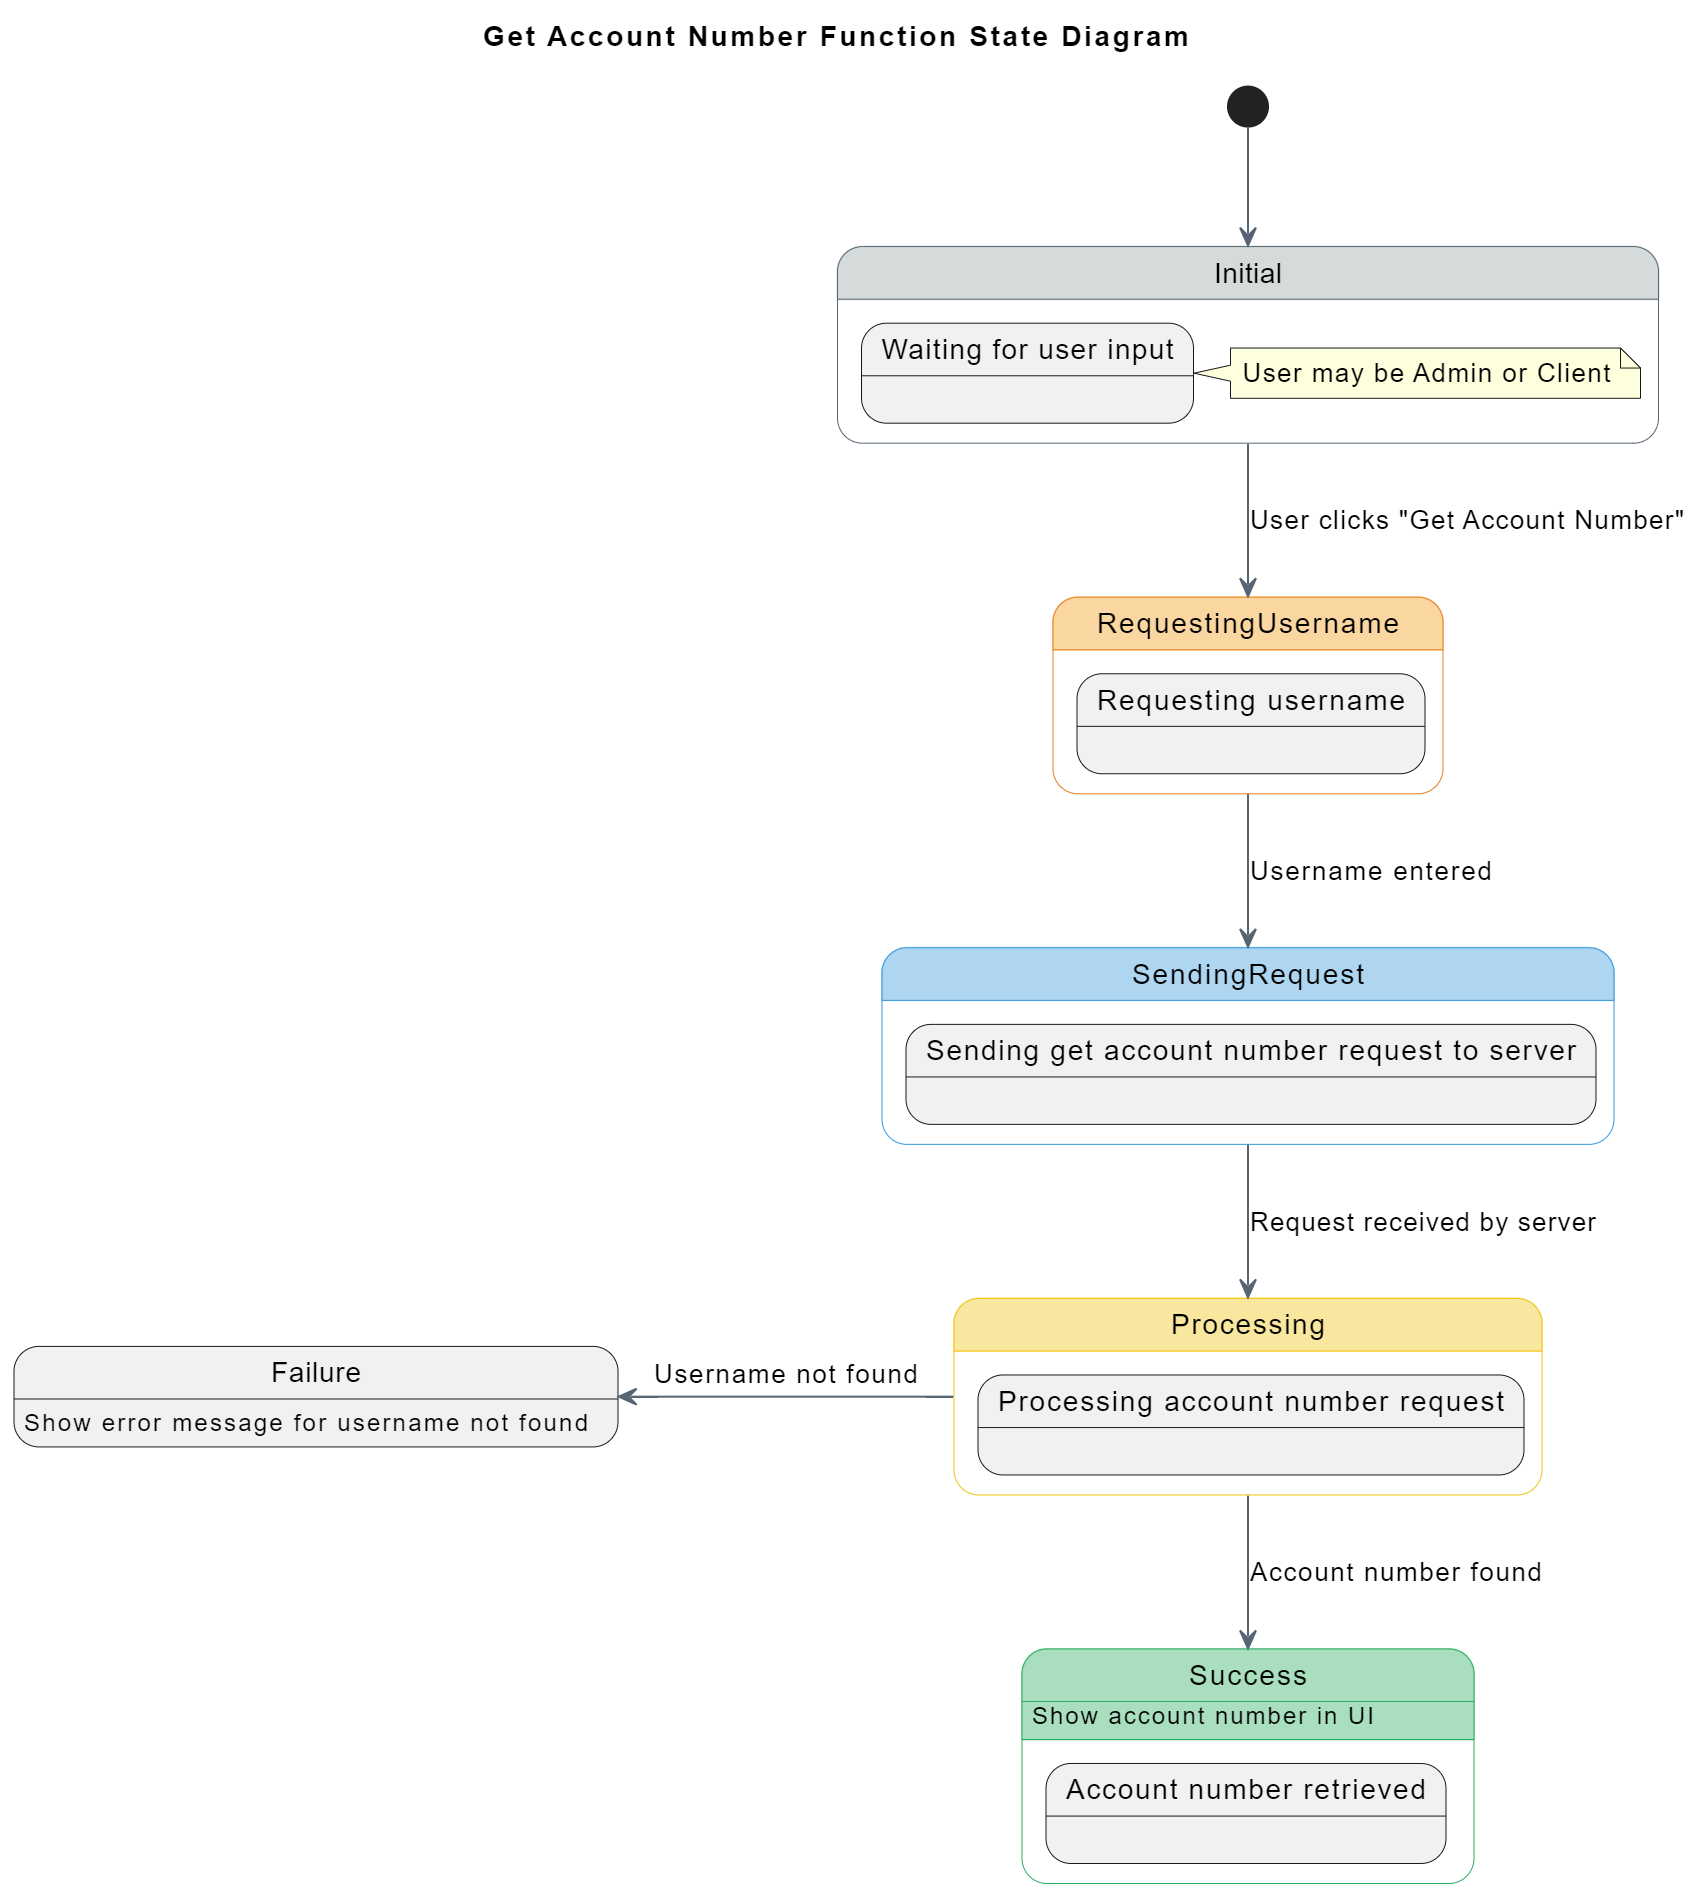 Get Account Number Function State Diagram
Initial
Waiting for user input
User may be Admin or Client
User clicks "Get Account Number"
RequestingUsername
Requesting username
Username entered
SendingRequest
Sending get account number request to server
Request received by server
Processing
Processing account number request
Username not found
Failure
Show error message for username not found
Account number found
Success
Show account number in UI
Account number retrieved